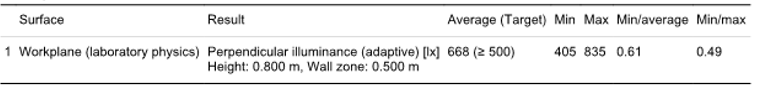 Surface Result Average (Target) Min Max Min/average Min/max
1 Workplane (laboratory physics) Perpendicular illuminance (adaptive) [lx] 668 (≥ 500) 405 835 0.61 0.49
Height: 0.800 m, Wall zone: 0.500 m